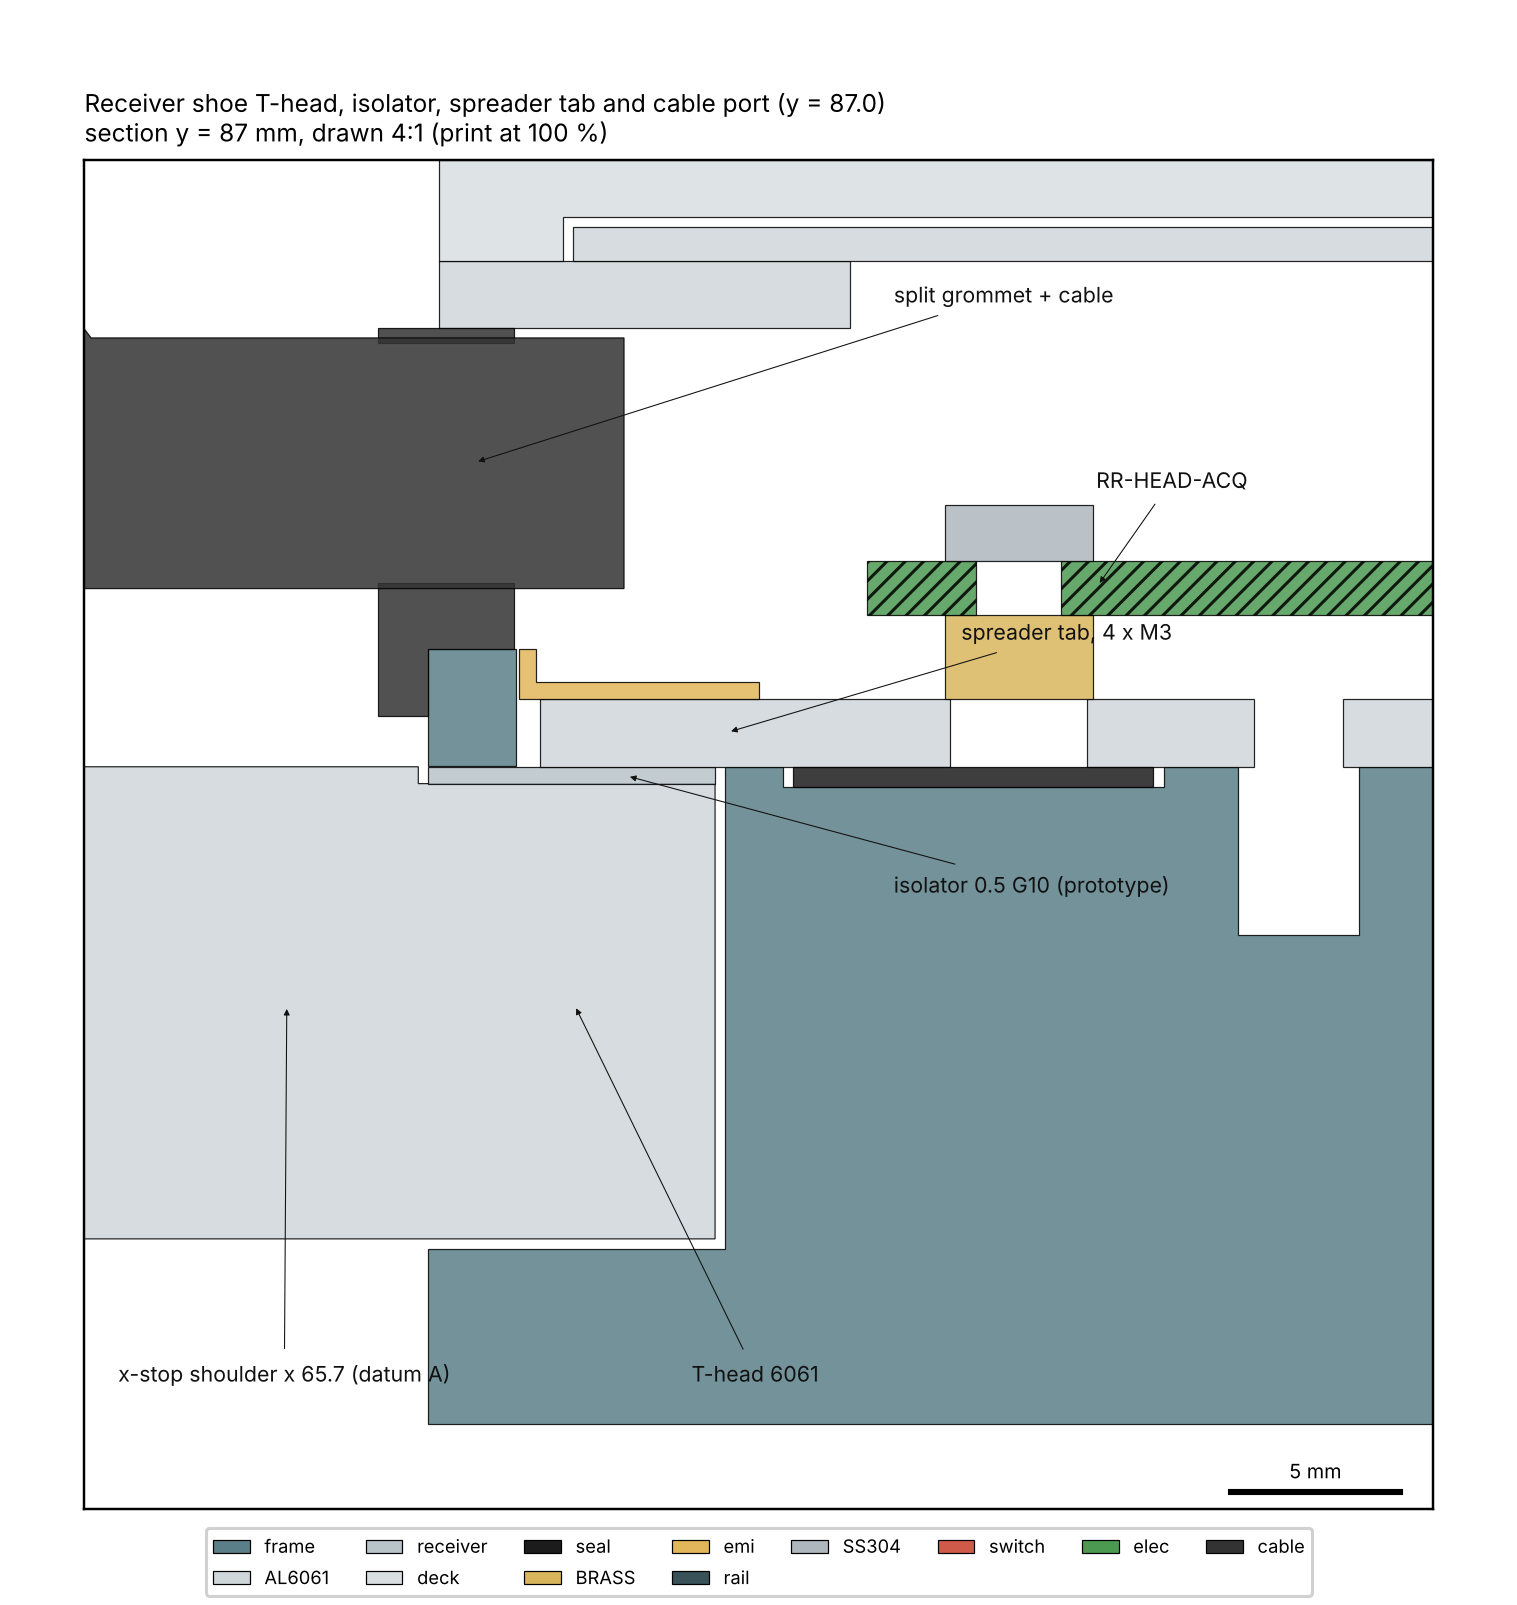 Receiver shoe T-head, isolator, spreader tab and cable port (y = 87.0)
section y = 87 mm, drawn 4:1 (print at 100 %)
split grommet + cable
RR-HEAD-ACQ
spreader tab, 4 x M3
isolator 0.5 G10 (prototype)
x-stop shoulder x 65.7 (datum A)
T-head 6061
5 mm
frame receiver seal emi SS304 switch elec cable
AL6061 deck BRASS rail